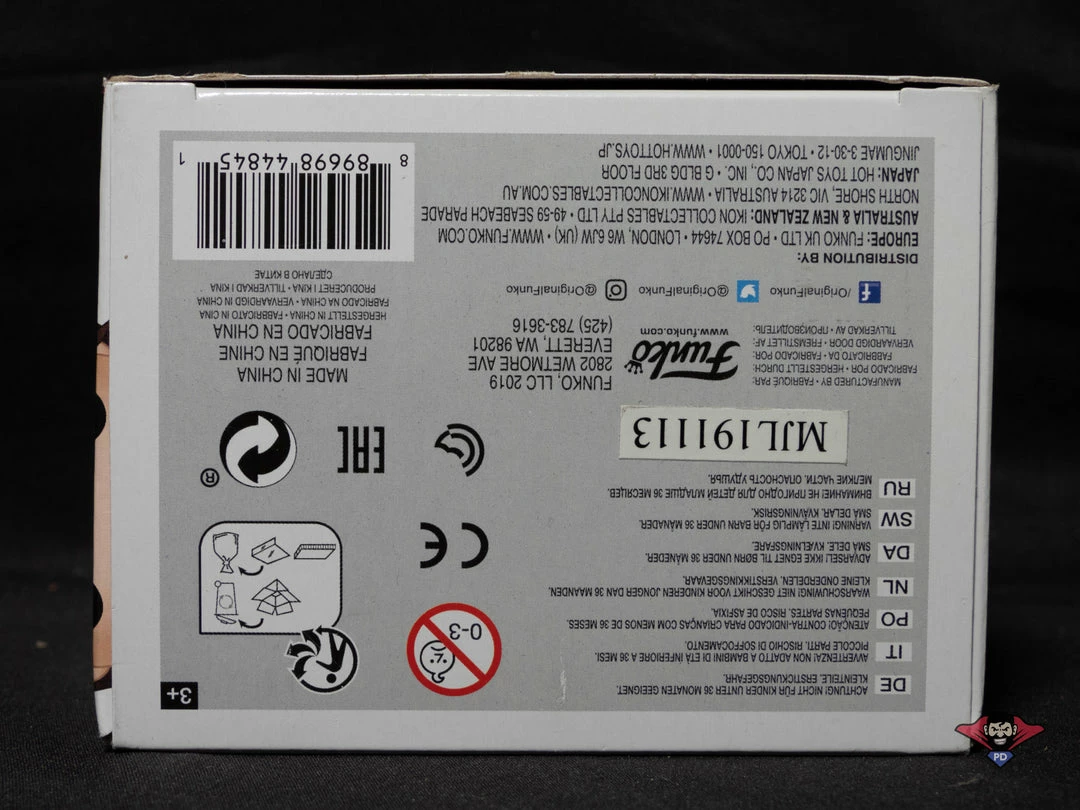 DE
ACHTUNG! NICHT FÜR KINDER UNTER 36 MONATEN GEEIGNET.
KLEINTEILE. ERSTICKUNGSGEFAHR.
IT
AVVERTENZA! NON ADATTO A BAMBINI DI ETÀ INFERIORE A 36 MESI.
PICCOLE PARTI. RISCHIO DI SOFFOCAMENTO.
PO
ATENÇÃO! CONTRA-INDICADO PARA CRIANÇAS COM MENOS DE 36 MESES.
PEQUENAS PARTES. RISCO DE ASFIXIA.
NL
WAARSCHUWING! NIET GESCHIKT VOOR KINDEREN JONGER DAN 36 MAANDEN.
KLEINE ONDERDELEN. VERSTIKKINGSGEVAAR.
DA
ADVARSEL! IKKE EGNET TIL BØRN UNDER 36 MÅNEDER.
SMÅ DELE. KVÆLNINGSFARE.
SW
VARNING! INTE LÄMPLIG FÖR BARN UNDER 36 MÅNADER.
SMÅ DELAR. KVÄVNINGSRISK.
RU
ВНИМАНИЕ! НЕ ПРИГОДНО ДЛЯ ДЕТЕЙ МЛАДШЕ 36 МЕСЯЦЕВ.
МЕЛКИЕ ЧАСТИ. ОПАСНОСТЬ УДУШЬЯ.
0-3
3+
CE
EAC
®
MJL191113
MANUFACTURED BY • FABRIQUÉ PAR:
FABRICADO POR • HERGESTELLT DURCH:
FABBRICATO DA • FABRICADO POR:
VERVAARDIGD DOOR • FREMSTILLET AF:
TILLVERKAD AV • ПРОИЗВОДИТЕЛЬ:
Funko
www.funko.com
FUNKO, LLC 2019
2802 WETMORE AVE
EVERETT, WA 98201
(425) 783-3616
MADE IN CHINA
FABRIQUÉ EN CHINE
FABRICADO EN CHINA
HERGESTELLT IN CHINA • FABBRICATO IN CHINA
FABRICADO NA CHINA • VERVAARDIGD IN CHINA
PRODUCERET I KINA • TILLVERKAD I KINA
СДЕЛАНО В КИТАЕ
/OriginalFunko
@OriginalFunko
@OriginalFunko
DISTRIBUTION BY:
EUROPE: FUNKO UK LTD • PO BOX 74644 • LONDON, W6 6JW (UK) • WWW.FUNKO.COM
AUSTRALIA & NEW ZEALAND: IKON COLLECTABLES PTY LTD • 49-59 SEABEACH PARADE
NORTH SHORE, VIC 3214 AUSTRALIA • WWW.IKONCOLLECTABLES.COM.AU
JAPAN: HOT TOYS JAPAN CO., INC. • G BLDG 3RD FLOOR
JINGUMAE 3-30-12 • TOKYO 150-0001 • WWW.HOTTOYS.JP
8 89698 44845 1
PD